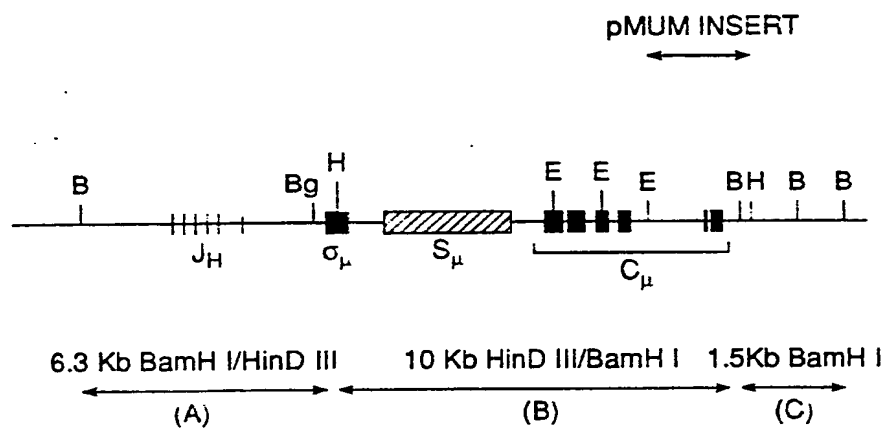 pMUM INSERT
B Bg H E E E B H B B
J_H σ_μ S_μ C_μ
6.3 Kb BamH I/HinD III 10 Kb HinD III/BamH I 1.5Kb BamH I
(A) (B) (C)